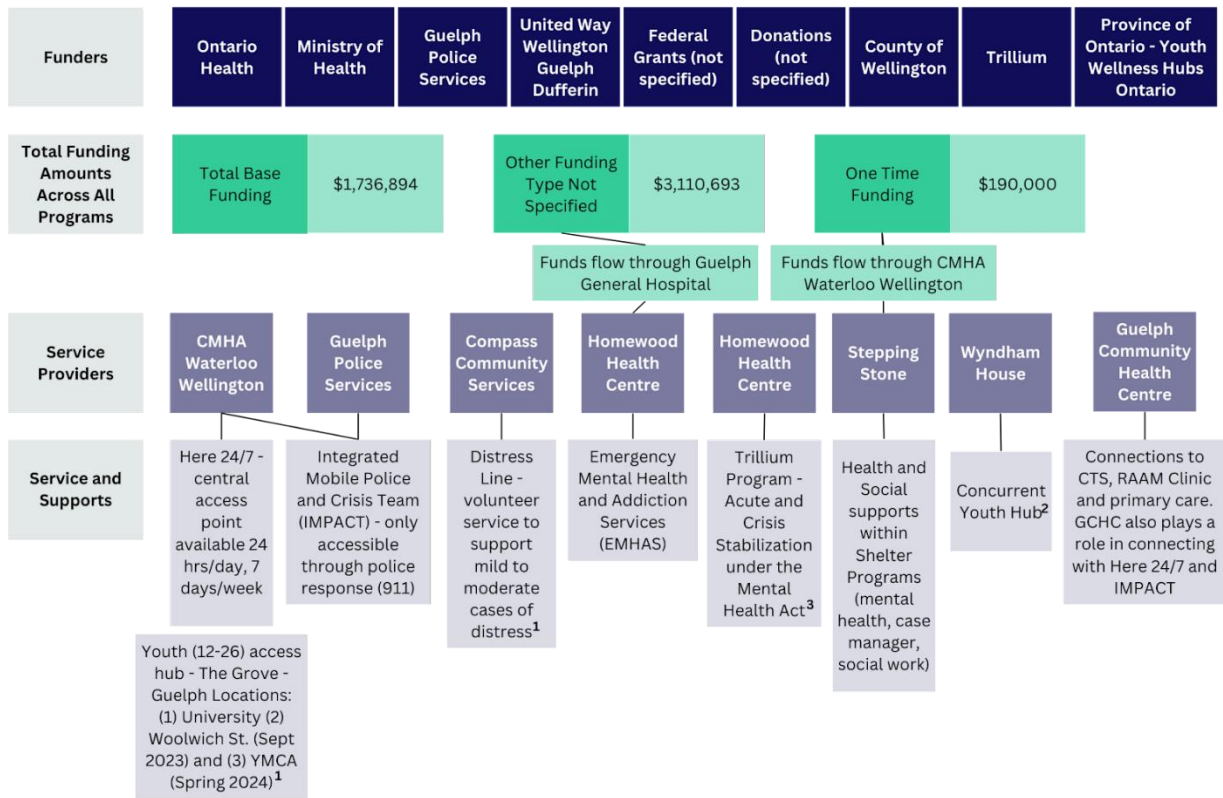 Funders
Ontario
Health
Ministry of
Health
Guelph
Police
Services
United Way
Wellington
Guelph
Dufferin
Federal
Grants (not
specified)
Donations
(not
specified)
County of
Wellington
Trillium
Province of
Ontario - Youth
Wellness Hubs
Ontario
Total Funding
Amounts
Across All
Programs
Total Base
Funding
$1,736,894
Other Funding
Type Not
Specified
$3,110,693
One Time
Funding
$190,000
Funds flow through Guelph
General Hospital
Funds flow through CMHA
Waterloo Wellington
Service
Providers
CMHA
Waterloo
Wellington
Guelph
Police
Services
Compass
Community
Services
Homewood
Health
Centre
Homewood
Health
Centre
Stepping
Stone
Wyndham
House
Guelph
Community
Health
Centre
Service and
Supports
Here 24/7 -
central
access
point
available 24
hrs/day, 7
days/week
Integrated
Mobile Police
and Crisis Team
(IMPACT) - only
accessible
through police
response (911)
Distress
Line -
volunteer
service to
support
mild to
moderate
cases of
distress1
Emergency
Mental Health
and Addiction
Services
(EMHAS)
Trillium
Program -
Acute and
Crisis
Stabilization
under the
Mental
Health Act3
Health and
Social
supports
within
Shelter
Programs
(mental
health, case
manager,
social work)
Concurrent
Youth Hub2
Connections to
CTS, RAAM Clinic
and primary care.
GCHC also plays a
role in connecting
with Here 24/7 and
IMPACT
Youth (12-26) access
hub - The Grove -
Guelph Locations:
(1) University (2)
Woolwich St. (Sept
2023) and (3) YMCA
(Spring 2024)1